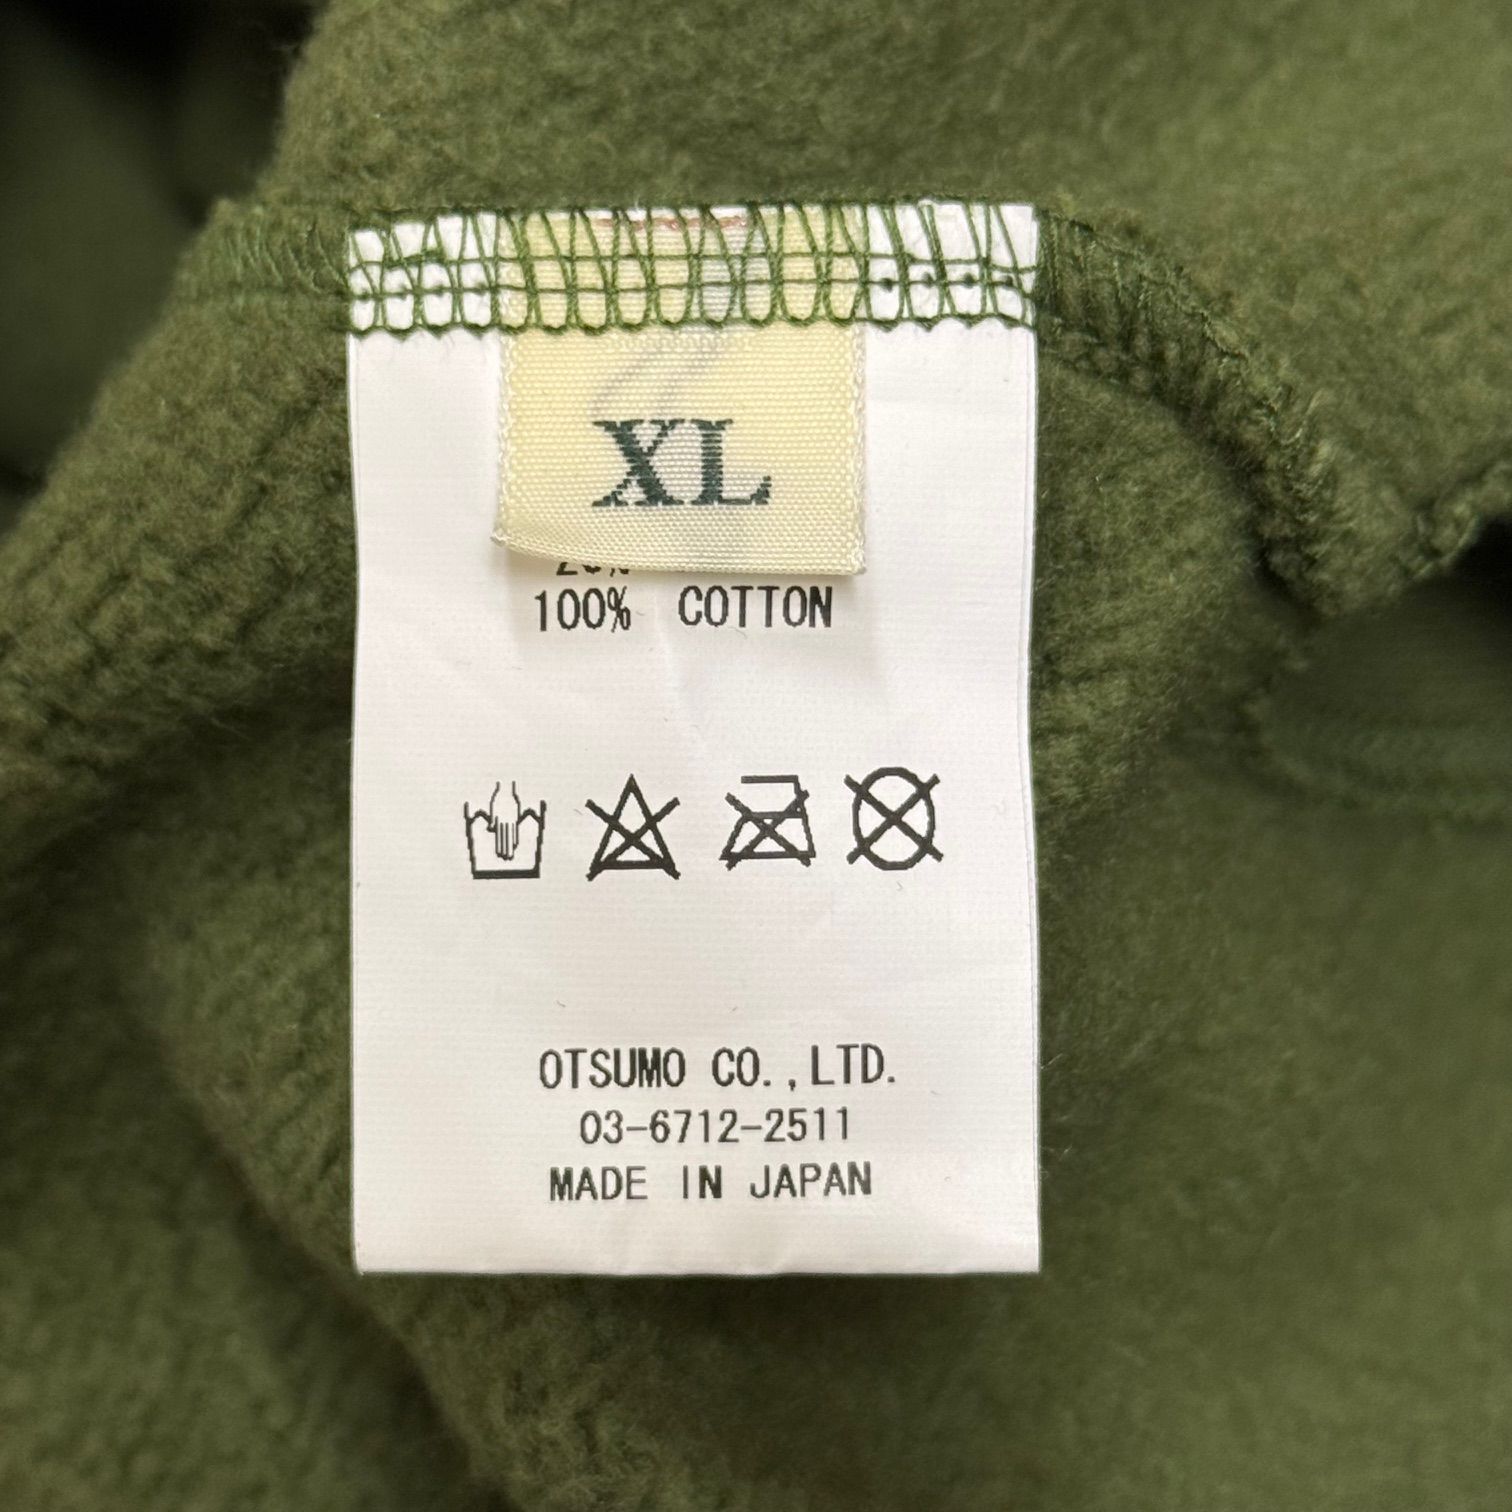 XL
100% COTTON
OTSUMO CO.,LTD.
03-6712-2511
MADE IN JAPAN